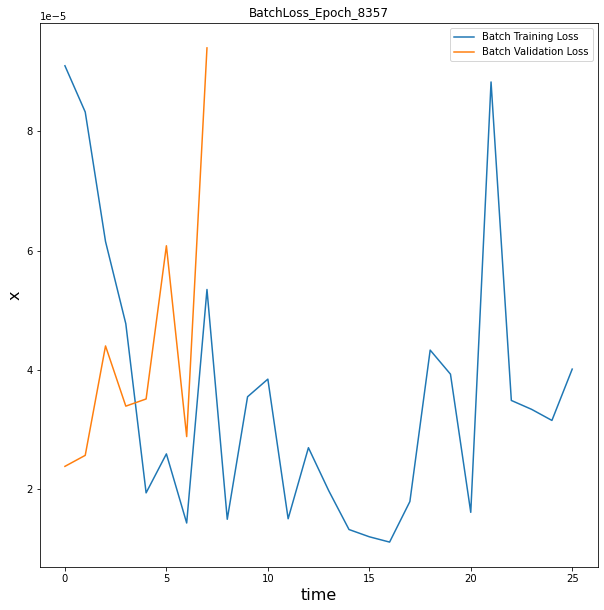 BatchLoss_Epoch_8357
1e−5
Batch Training Loss
Batch Validation Loss
8
6
4
2
x
0 5 10 15 20 25
time